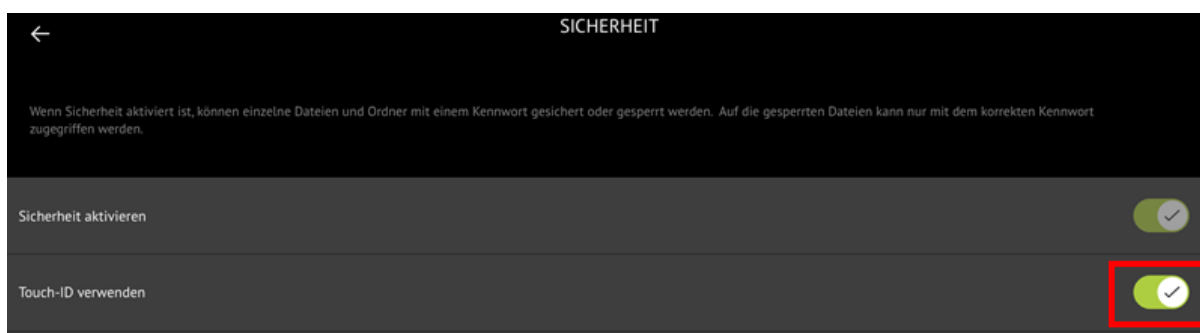 SICHERHEIT
Wenn Sicherheit aktiviert ist, können einzelne Dateien und Ordner mit einem Kennwort gesichert oder gesperrt werden. Auf die gesperrten Dateien kann nur mit dem korrekten Kennwort
zugegriffen werden.
Sicherheit aktivieren
Touch-ID verwenden